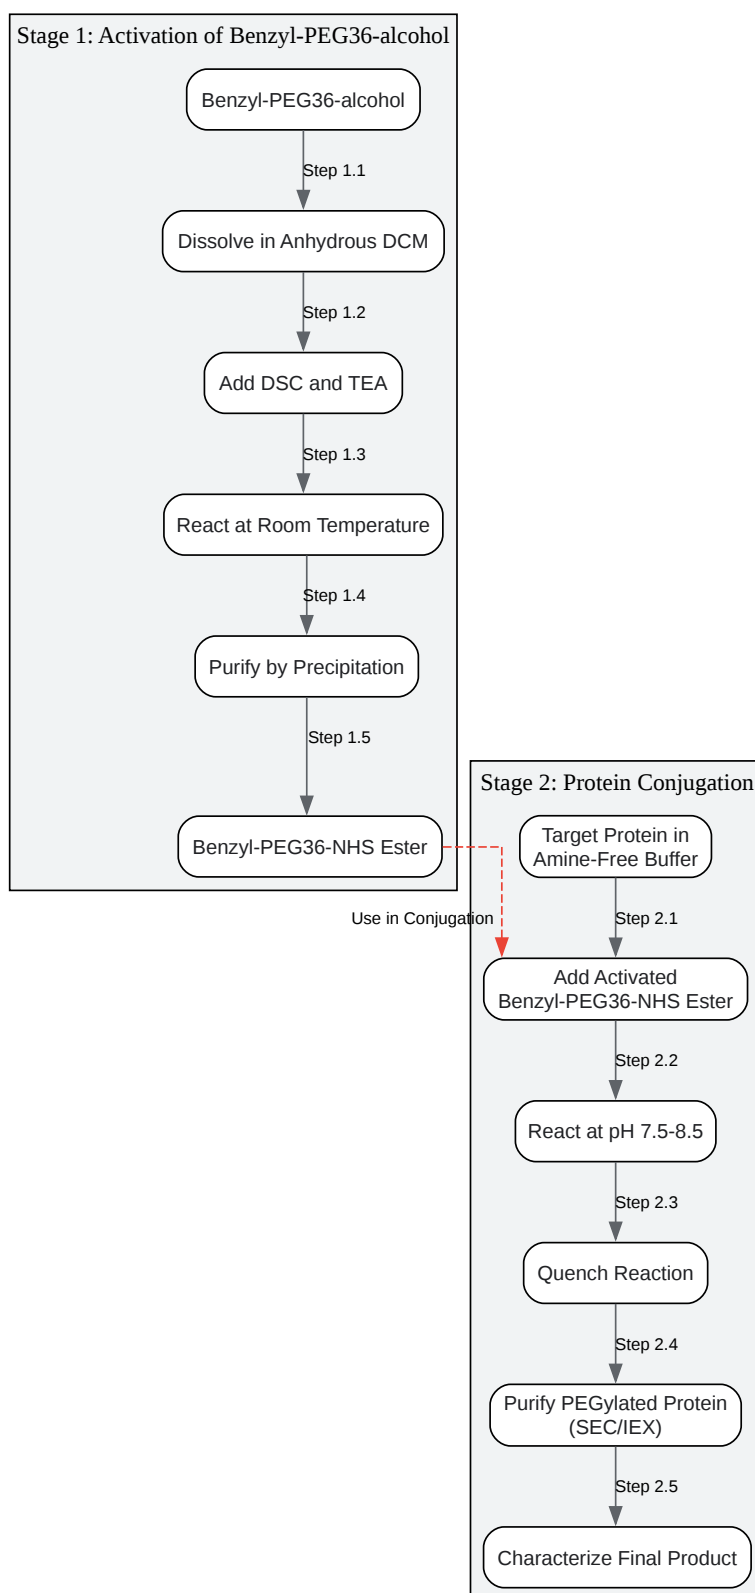 Stage 1: Activation of Benzyl-PEG36-alcohol
Benzyl-PEG36-alcohol
Step 1.1
Dissolve in Anhydrous DCM
Step 1.2
Add DSC and TEA
Step 1.3
React at Room Temperature
Step 1.4
Purify by Precipitation
Step 1.5
Benzyl-PEG36-NHS Ester
Use in Conjugation
Stage 2: Protein Conjugation
Target Protein in
Amine-Free Buffer
Step 2.1
Add Activated
Benzyl-PEG36-NHS Ester
Step 2.2
React at pH 7.5-8.5
Step 2.3
Quench Reaction
Step 2.4
Purify PEGylated Protein
(SEC/IEX)
Step 2.5
Characterize Final Product